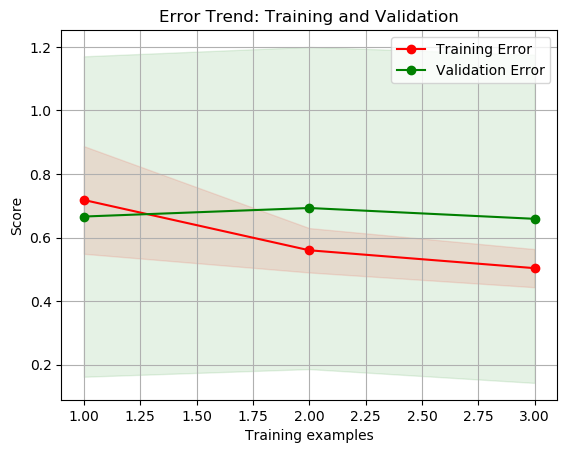 Error Trend: Training and Validation
Training Error
Validation Error
1.2
1.0
0.8
0.6
0.4
0.2
Score
1.00 1.25 1.50 1.75 2.00 2.25 2.50 2.75 3.00
Training examples